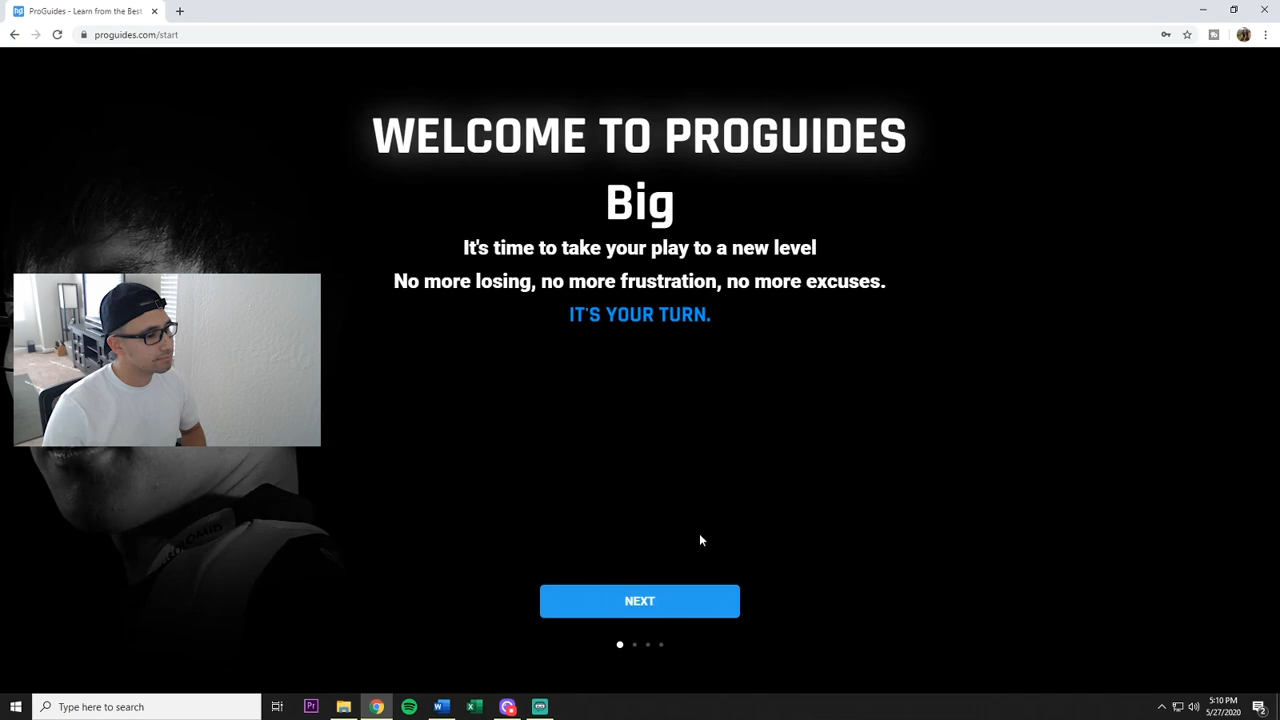 ProGuides - Learn from the Best
proguides.com/start
WELCOME TO PROGUIDES
Big
It's time to take your play to a new level
No more losing, no more frustration, no more excuses.
IT'S YOUR TURN.
NEXT
Type here to search
5:10 PM
5/27/2020